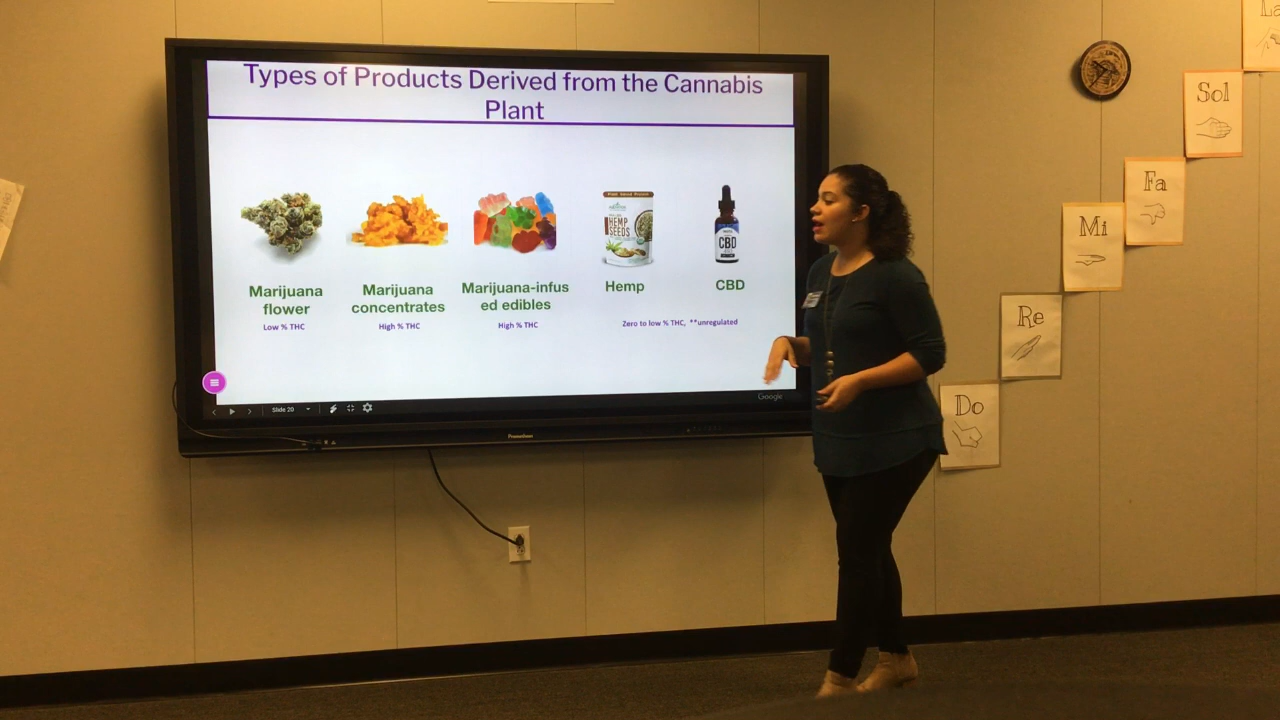 Types of Products Derived from the Cannabis
Plant
Marijuana
flower
Low % THC
Marijuana
concentrates
High % THC
Marijuana-infus
ed edibles
High % THC
HEMP
SEEDS
Hemp
CBD
CBD
Zero to low % THC, **unregulated
Slide 20
Google
Promethean
La
Sol
Fa
Mi
Re
Do